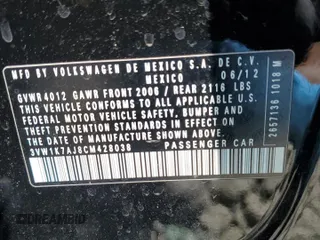 MFD BY VOLKSWAGEN DE MEXICO S.A. DE C.V.
MEXICO 06/12
GVWR 4012 GAWR FRONT 2006 / REAR 2116 LBS
THIS VEHICLE CONFORMS TO ALL APPLICABLE
FEDERAL MOTOR VEHICLE SAFETY, BUMPER AND
THEFT PREVENTION STANDARDS IN EFFECT ON
THE DATE OF MANUFACTURE SHOWN ABOVE.
3VW1K7AJ8CM428038 PASSENGER CAR
2657136 1018 M